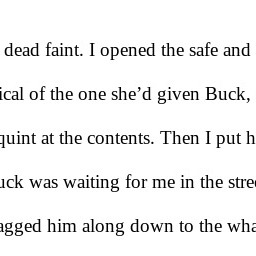 dead faint. I opened the safe and
ical of the one she’d given Buck,
quint at the contents. Then I put h
uck was waiting for me in the stre
agged him along down to the wha